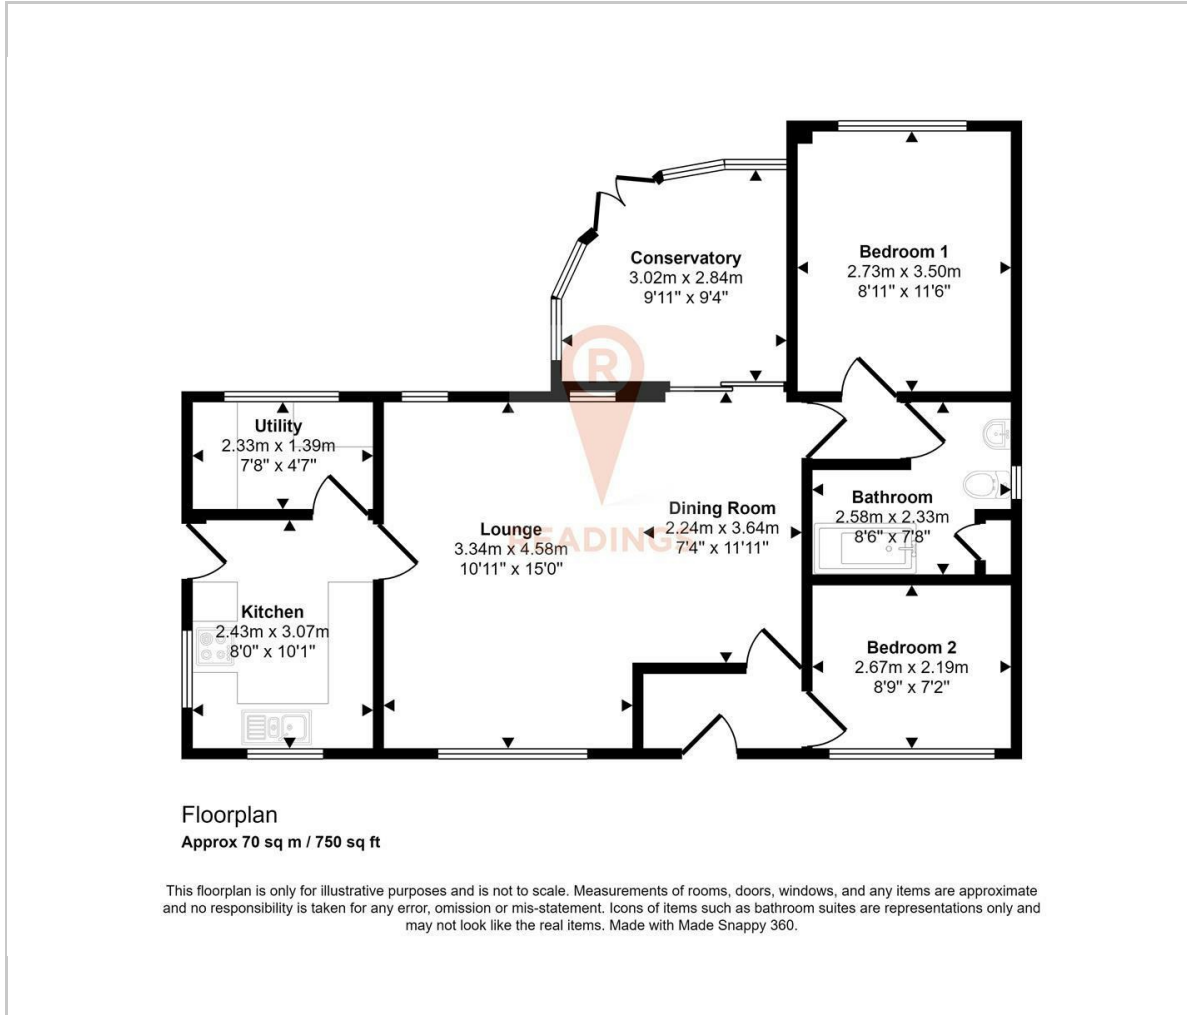 Conservatory
3.02m x 2.84m
9'11" x 9'4"
Bedroom 1
2.73m x 3.50m
8'11" x 11'6"
Utility
2.33m x 1.39m
7'8" x 4'7"
Lounge
3.34m x 4.58m
10'11" x 15'0"
Dining Room
2.24m x 3.64m
7'4" x 11'11"
Bathroom
2.58m x 2.33m
8'6" x 7'8"
Kitchen
2.43m x 3.07m
8'0" x 10'1"
Bedroom 2
2.67m x 2.19m
8'9" x 7'2"
R
READINGS
Floorplan
Approx 70 sq m / 750 sq ft
This floorplan is only for illustrative purposes and is not to scale. Measurements of rooms, doors, windows, and any items are approximate
and no responsibility is taken for any error, omission or mis-statement. Icons of items such as bathroom suites are representations only and
may not look like the real items. Made with Made Snappy 360.